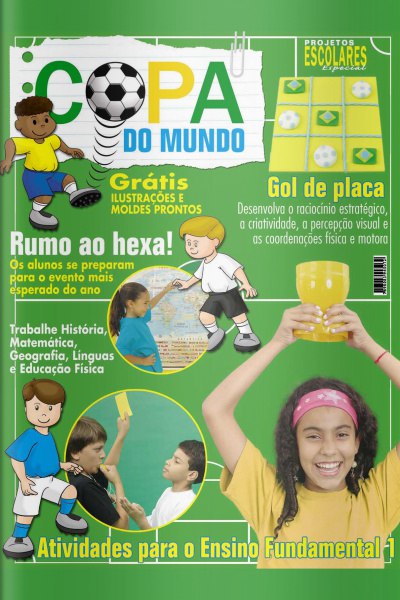 PROJETOS
ESCOLARES
Especial
COPA
DO MUNDO
Grátis
ILUSTRAÇÕES E
MOLDES PRONTOS
Gol de placa
Desenvolva o raciocínio estratégico,
a criatividade, a percepção visual e
as coordenações física e motora
Rumo ao hexa!
Os alunos se preparam
para o evento mais
esperado do ano
Trabalhe História,
Matemática,
Geografia, Línguas
e Educação Física
Atividades para o Ensino Fundamental 1